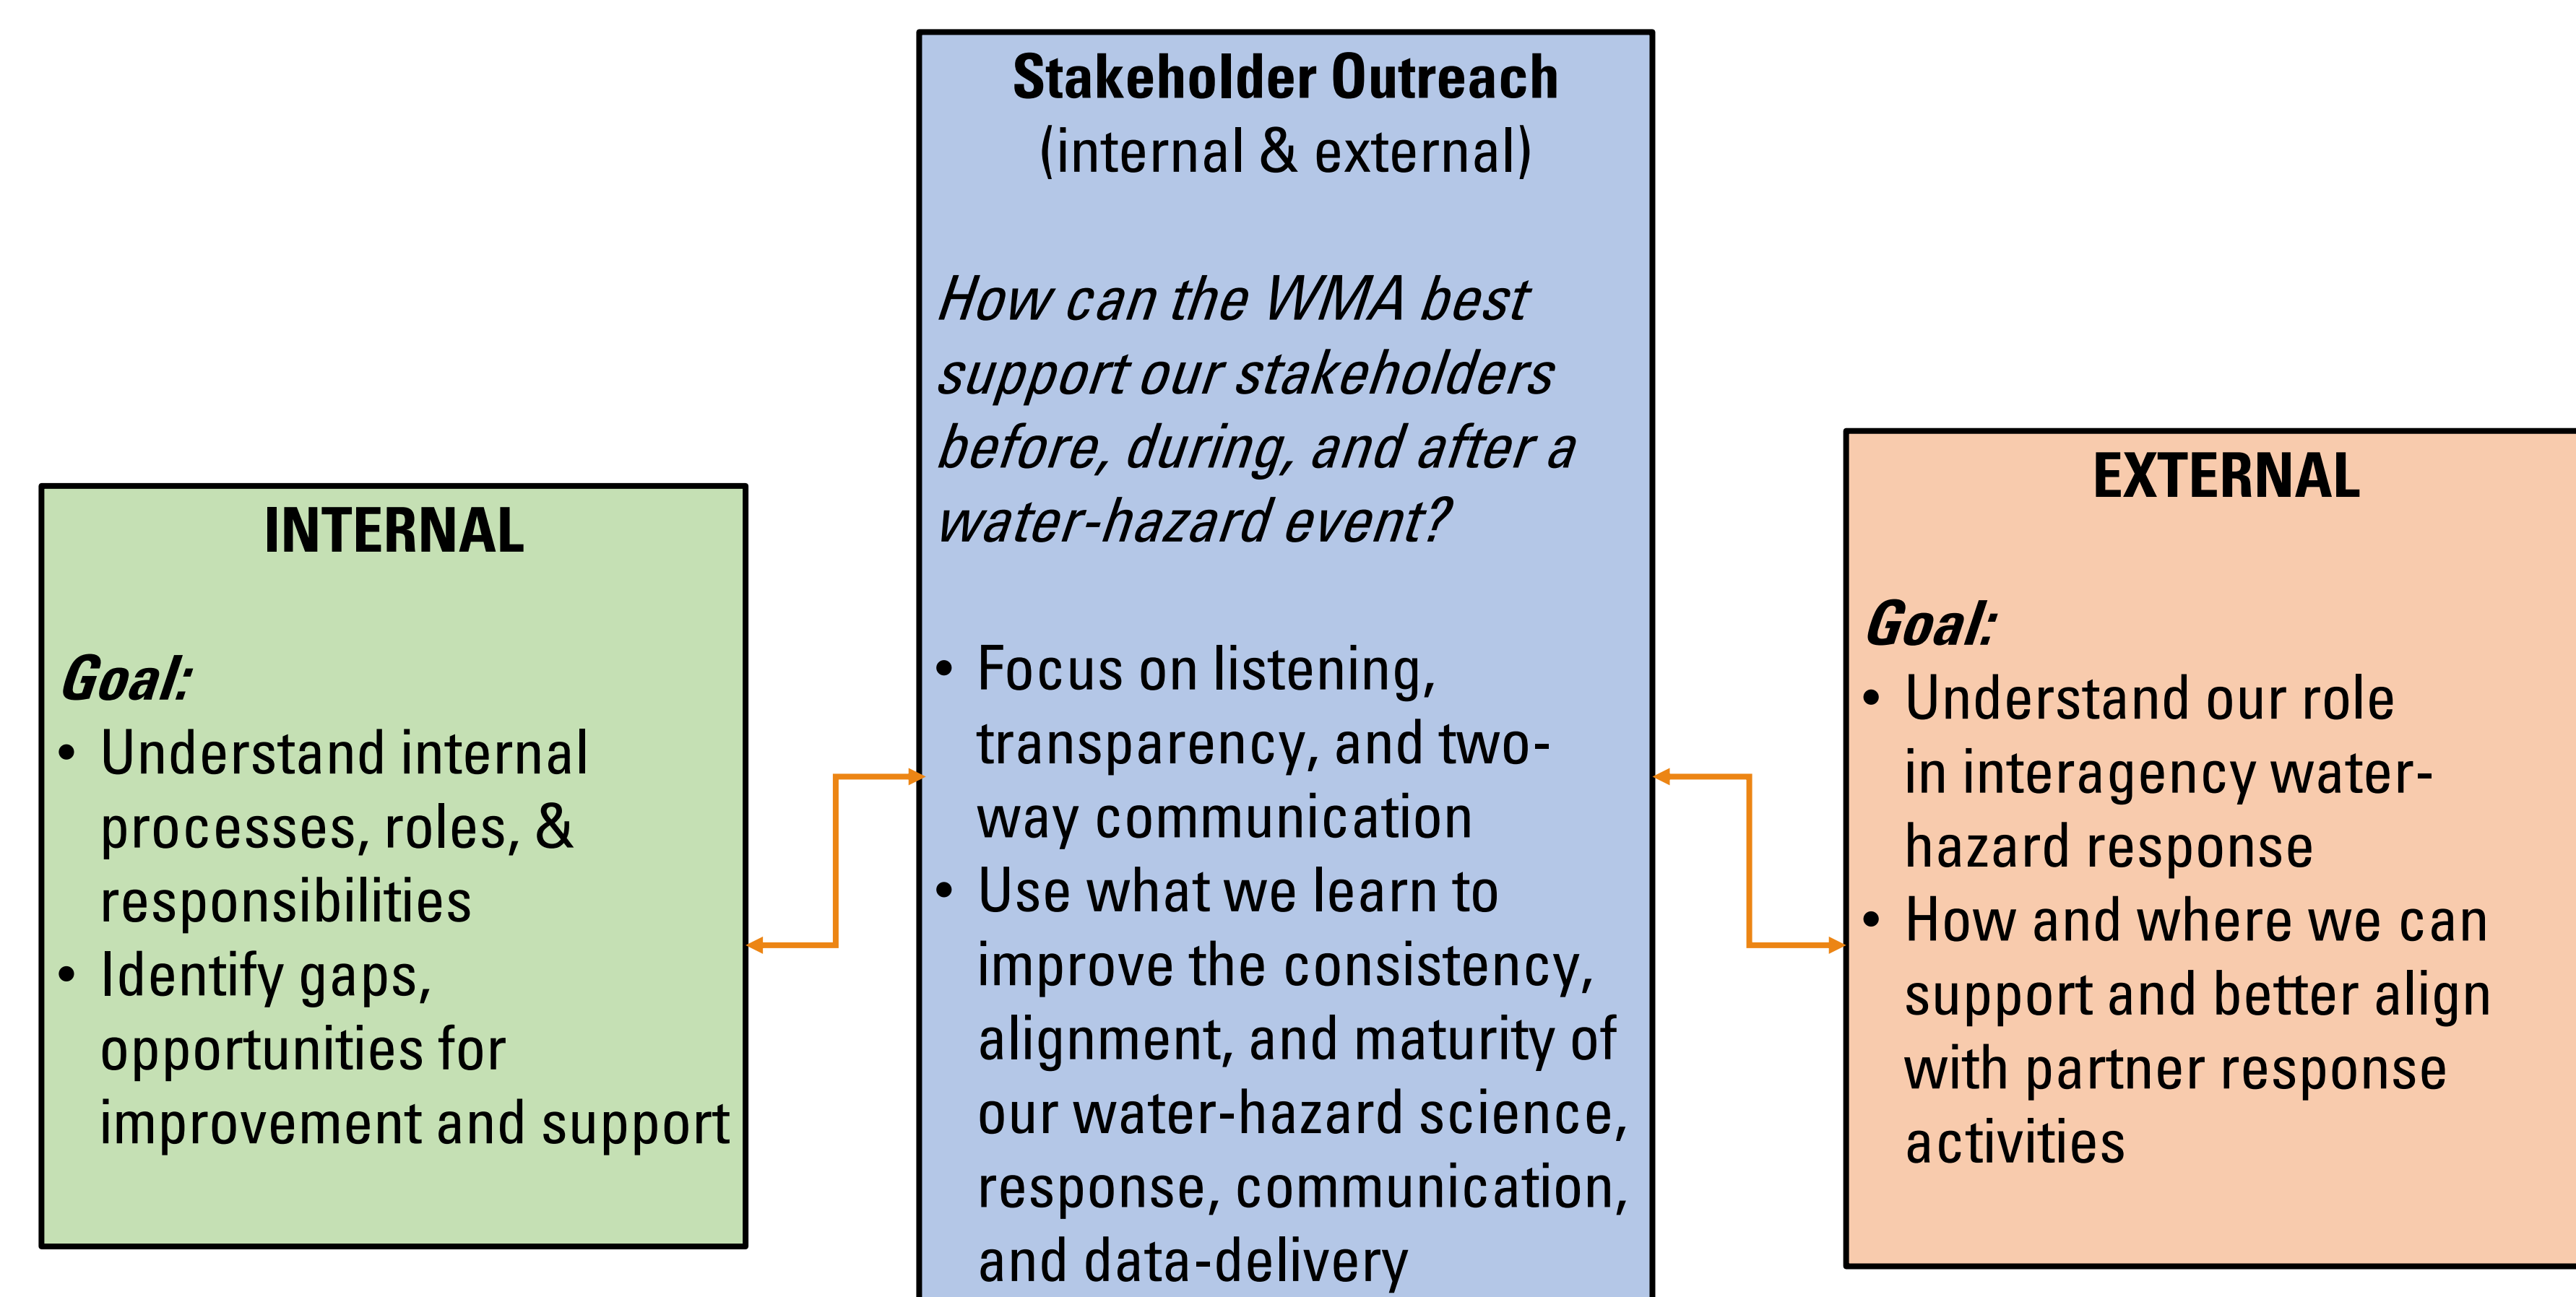 Stakeholder Outreach
(internal & external)
How can the WMA best
support our stakeholders
before, during, and after a
water-hazard event?
• Focus on listening,
transparency, and two-
way communication
• Use what we learn to
improve the consistency,
alignment, and maturity of
our water-hazard science,
response, communication,
and data-delivery
INTERNAL
Goal:
• Understand internal
processes, roles, &
responsibilities
• Identify gaps,
opportunities for
improvement and support
EXTERNAL
Goal:
• Understand our role
in interagency water-
hazard response
• How and where we can
support and better align
with partner response
activities